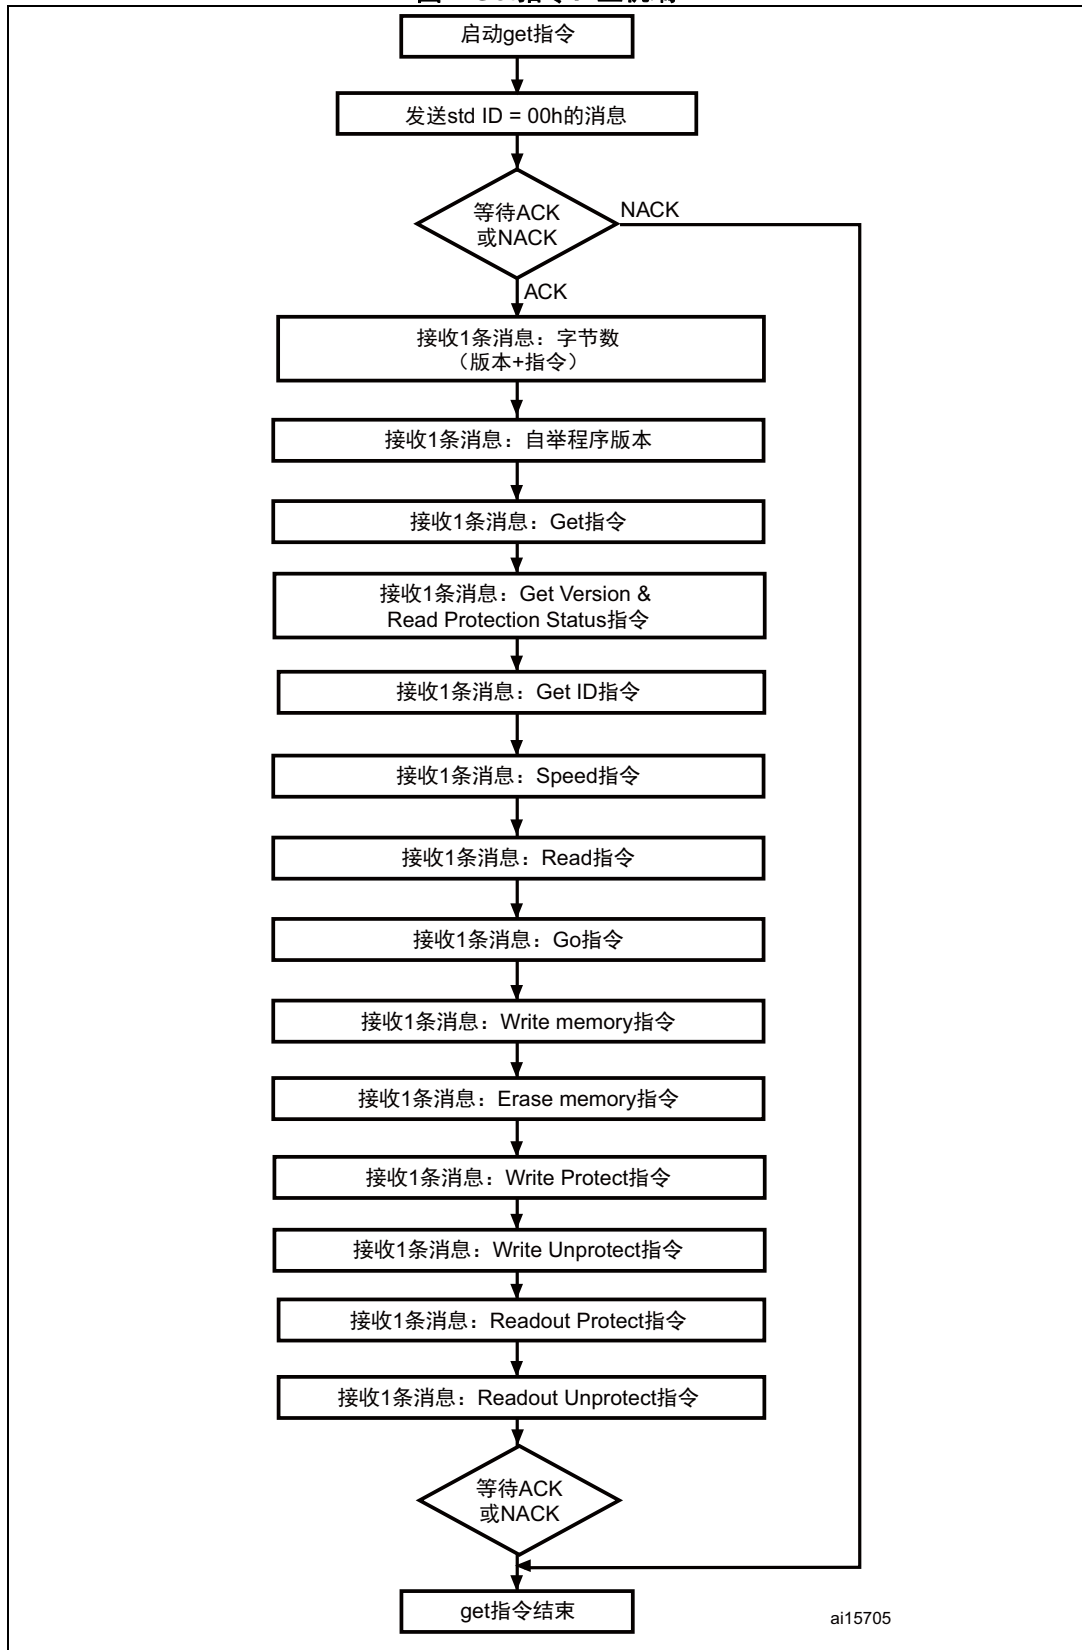 启动get指令
发送std ID = 00h的消息
等待ACK
或NACK
NACK
ACK
接收1条消息：字节数
（版本+指令）
接收1条消息：自举程序版本
接收1条消息：Get指令
接收1条消息：Get Version &
Read Protection Status指令
接收1条消息：Get ID指令
接收1条消息：Speed指令
接收1条消息：Read指令
接收1条消息：Go指令
接收1条消息：Write memory指令
接收1条消息：Erase memory指令
接收1条消息：Write Protect指令
接收1条消息：Write Unprotect指令
接收1条消息：Readout Protect指令
接收1条消息：Readout Unprotect指令
等待ACK
或NACK
get指令结束
ai15705